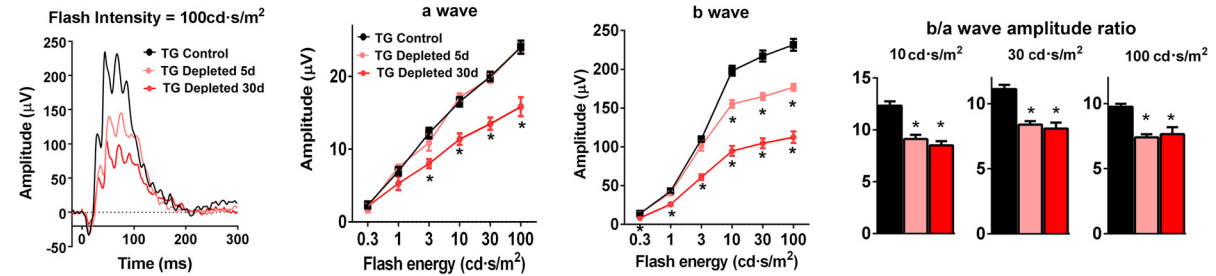 Flash Intensity = 100cd·s/m²
Amplitude (µV)
250
200
150
100
50
0
50
0
100
200
300
Time (ms)
TG Control
TG Depleted 5d
TG Depleted 30d
a wave
Amplitude (µV)
20
10
0
0.3
1
3
10
30
100
Flash energy (cd·s/m²)
TG Control
TG Depleted 5d
TG Depleted 30d
*
*
*
*
b wave
Amplitude (µV)
250
200
150
100
50
0
0.3
1
3
10
30
100
Flash energy (cd·s/m²)
*
*
*
*
*
*
*
*
*
b/a wave amplitude ratio
10 cd·s/m²
30 cd·s/m²
100 cd·s/m²
Amplitude (µV)
15
10
5
0
* *
10
5
0
* *
10
5
0
* *